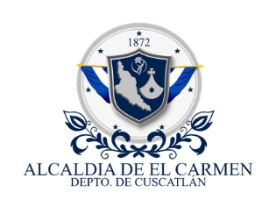 1872
ALCALDIA DE EL CARMEN
DEPTO. DE CUSCATLÁN